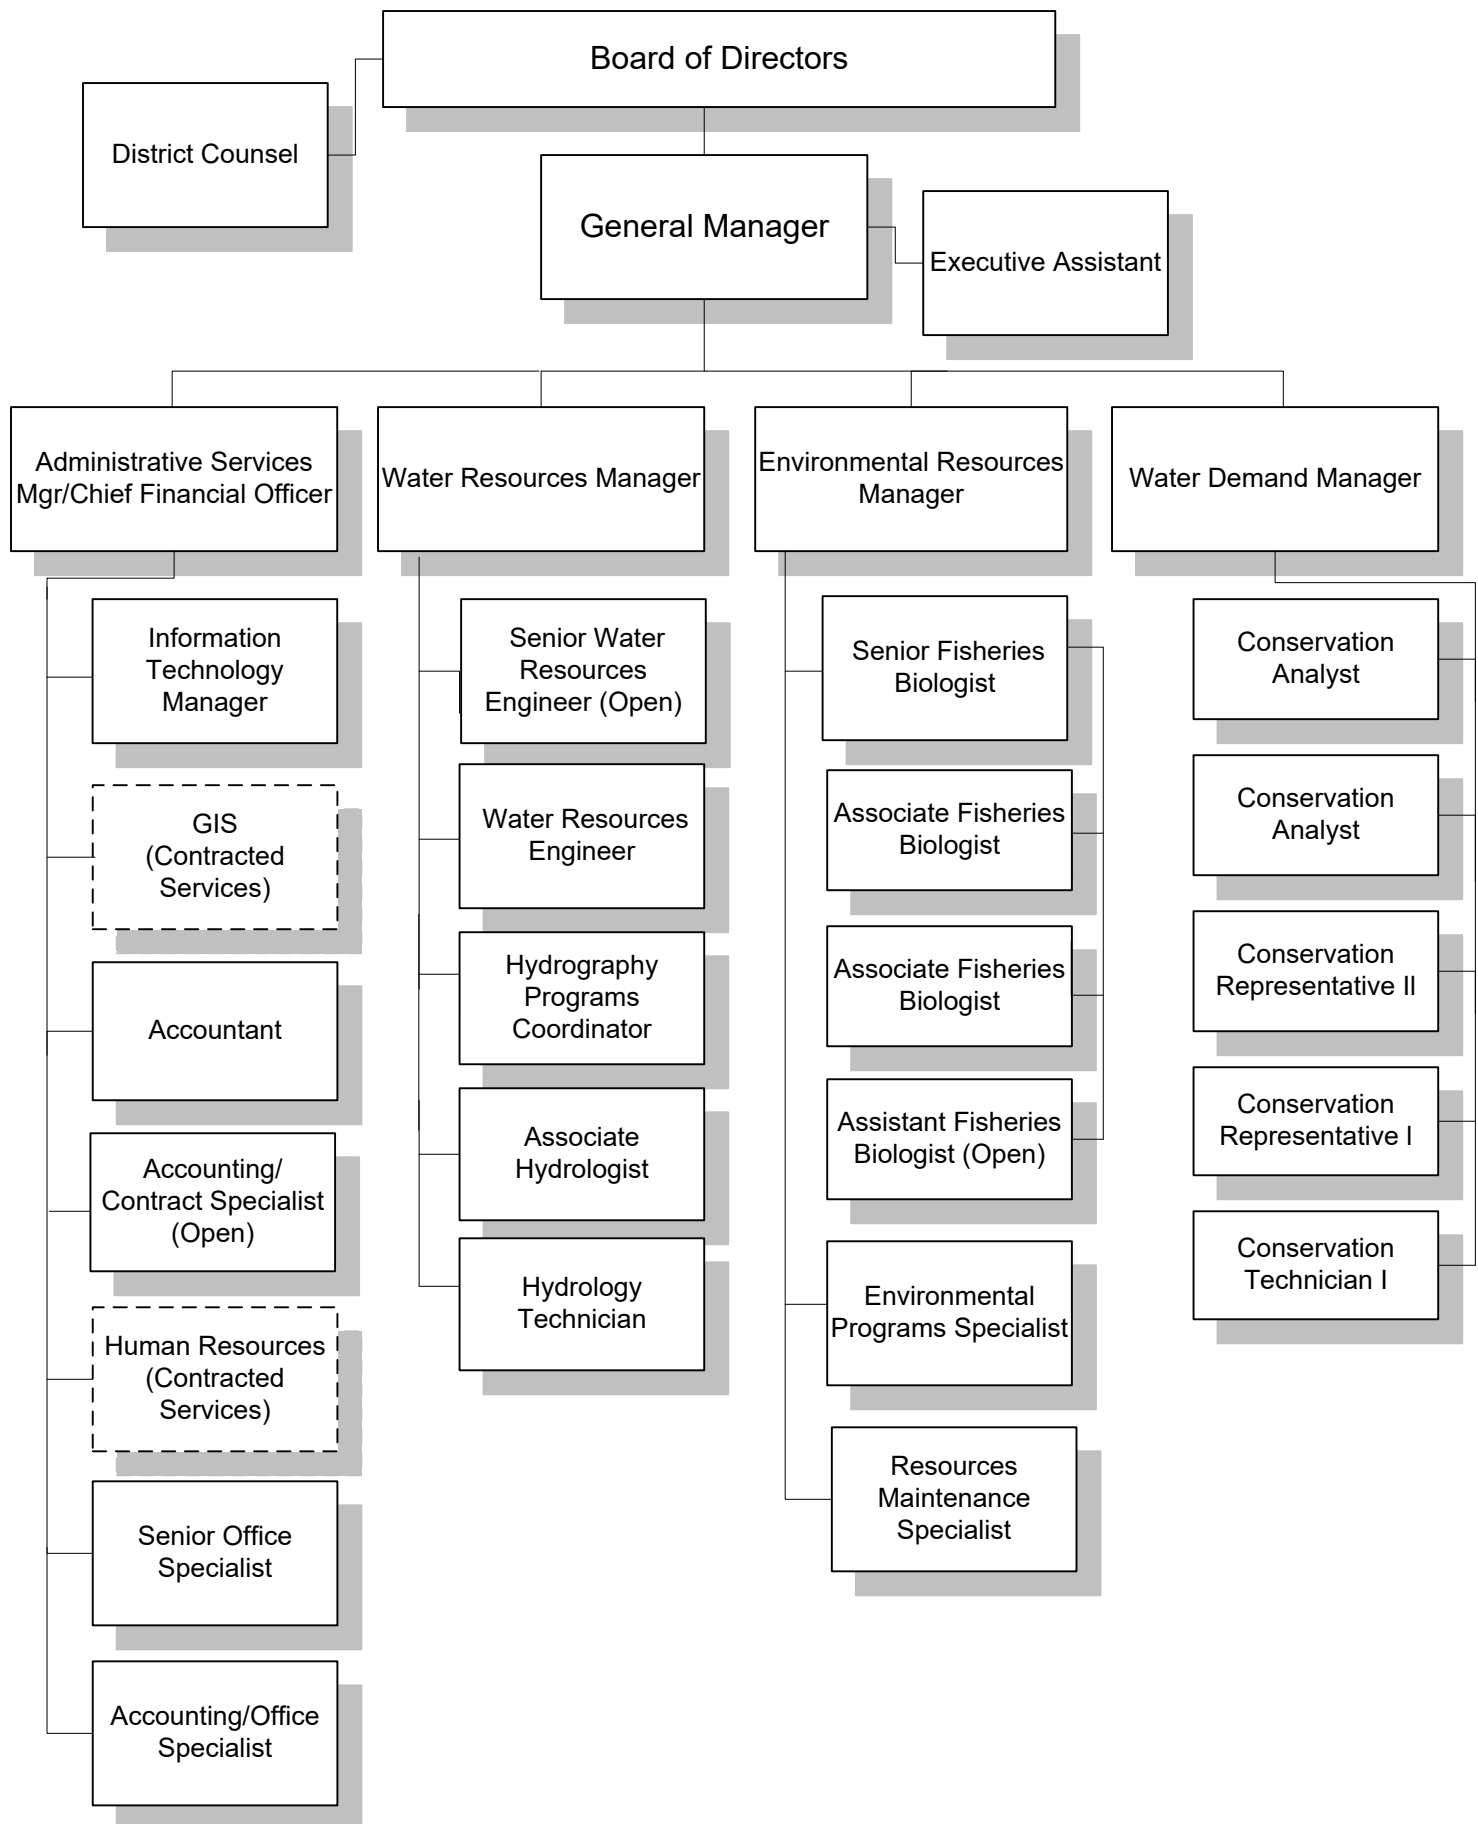 Board of Directors
District Counsel
General Manager
Executive Assistant
Administrative Services
Mgr/Chief Financial Officer
Water Resources Manager
Environmental Resources
Manager
Water Demand Manager
Information
Technology
Manager
GIS
(Contracted
Services)
Accountant
Accounting/
Contract Specialist
(Open)
Human Resources
(Contracted
Services)
Senior Office
Specialist
Accounting/Office
Specialist
Senior Water
Resources
Engineer (Open)
Water Resources
Engineer
Hydrography
Programs
Coordinator
Associate
Hydrologist
Hydrology
Technician
Senior Fisheries
Biologist
Associate Fisheries
Biologist
Associate Fisheries
Biologist
Assistant Fisheries
Biologist (Open)
Environmental
Programs Specialist
Resources
Maintenance
Specialist
Conservation
Analyst
Conservation
Analyst
Conservation
Representative II
Conservation
Representative I
Conservation
Technician I